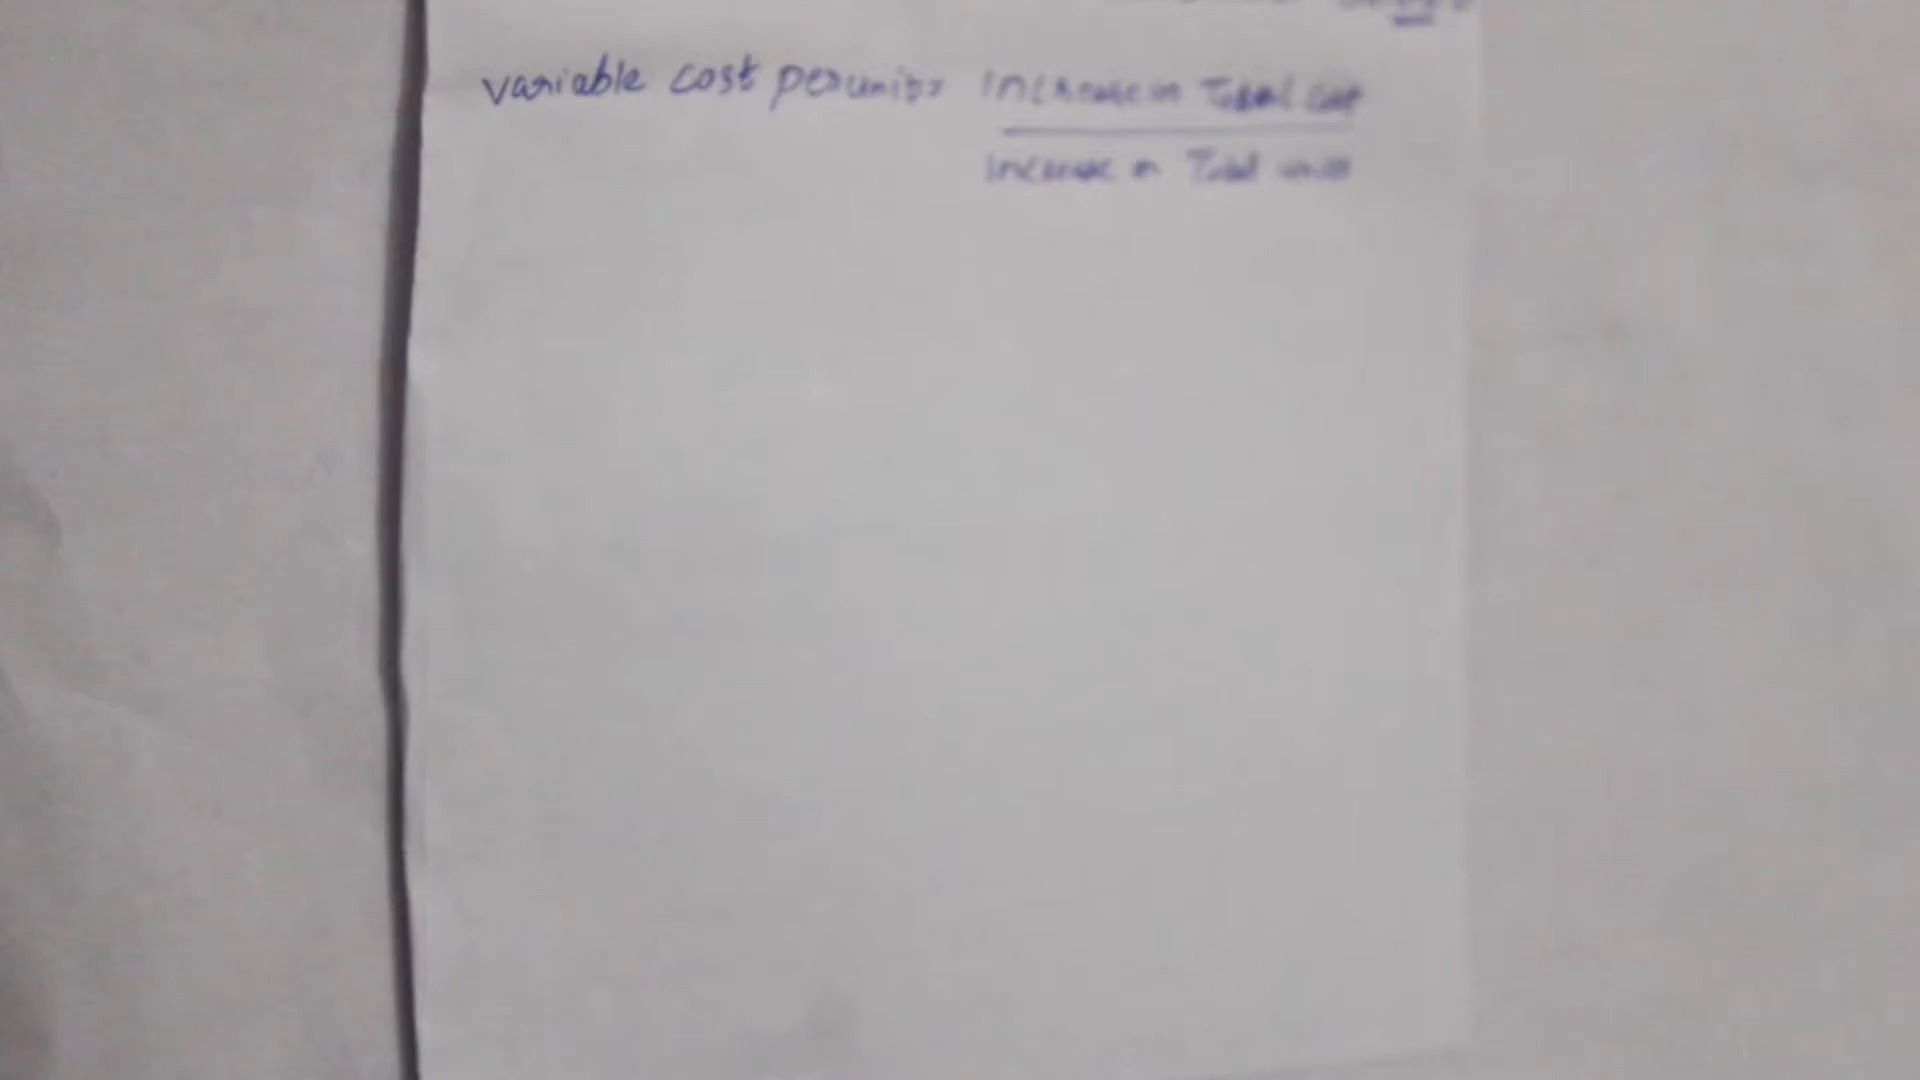 variable cost per unit = Increase in Total cost
Increase in Total units